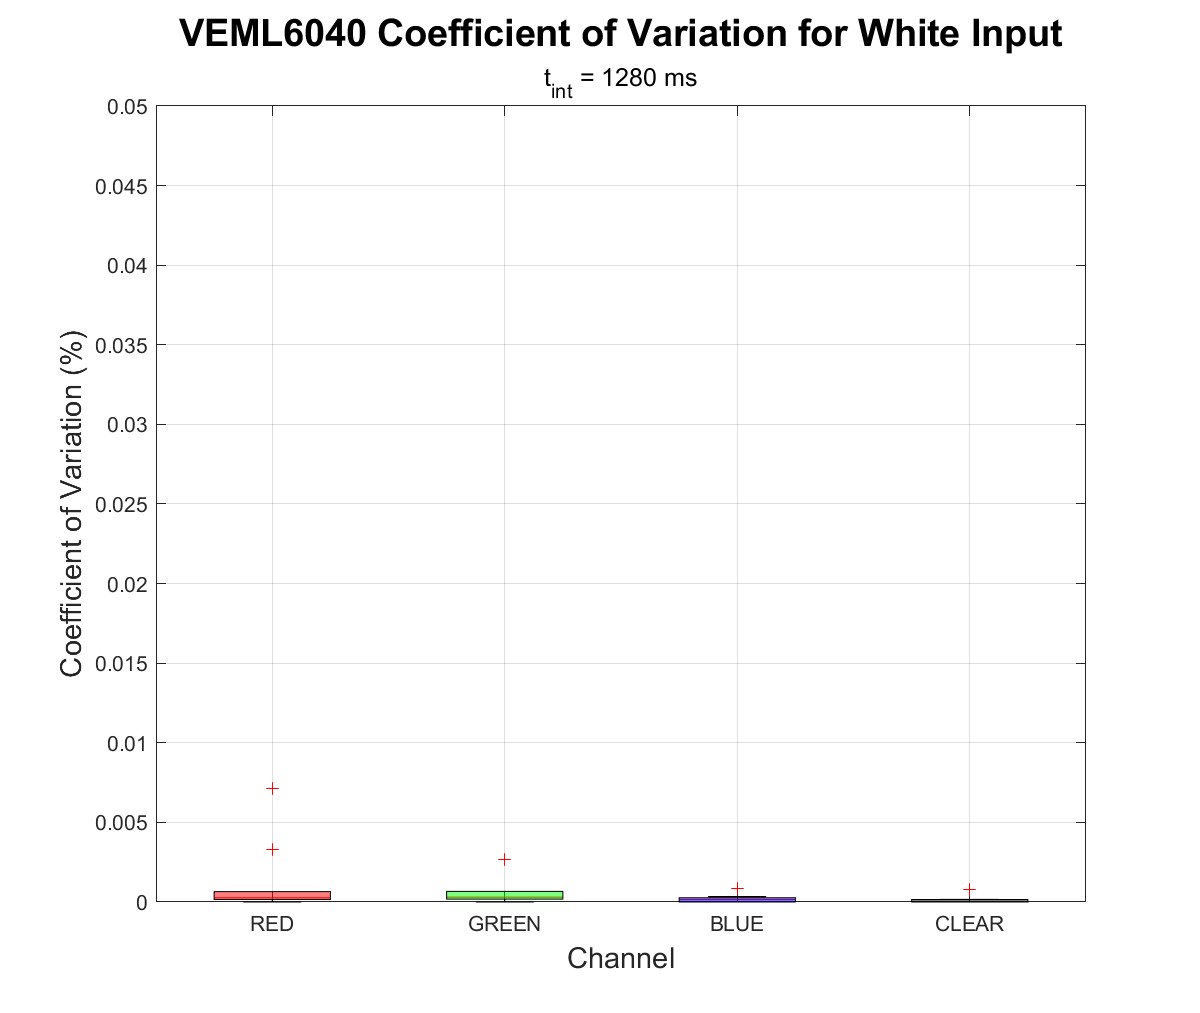 VEML6040 Coefficient of Variation for White Input
t_int = 1280 ms
Coefficient of Variation (%)
0.05
0.045
0.04
0.035
0.03
0.025
0.02
0.015
0.01
0.005
0
RED GREEN BLUE CLEAR
Channel